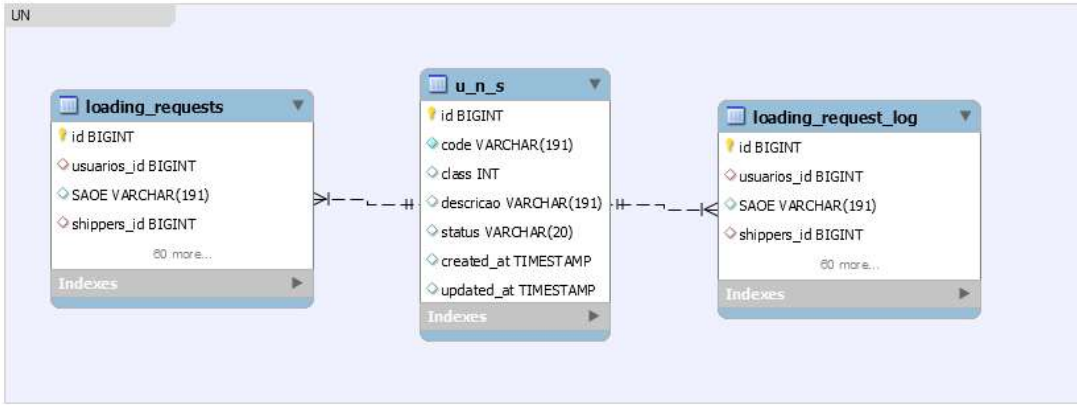 UN
loading_requests
id BIGINT
usuarios_id BIGINT
SAOE VARCHAR(191)
shippers_id BIGINT
60 more...
Indexes
u_n_s
id BIGINT
code VARCHAR(191)
class INT
descricao VARCHAR(191)
status VARCHAR(20)
created_at TIMESTAMP
updated_at TIMESTAMP
Indexes
loading_request_log
id BIGINT
usuarios_id BIGINT
SAOE VARCHAR(191)
shippers_id BIGINT
60 more...
Indexes